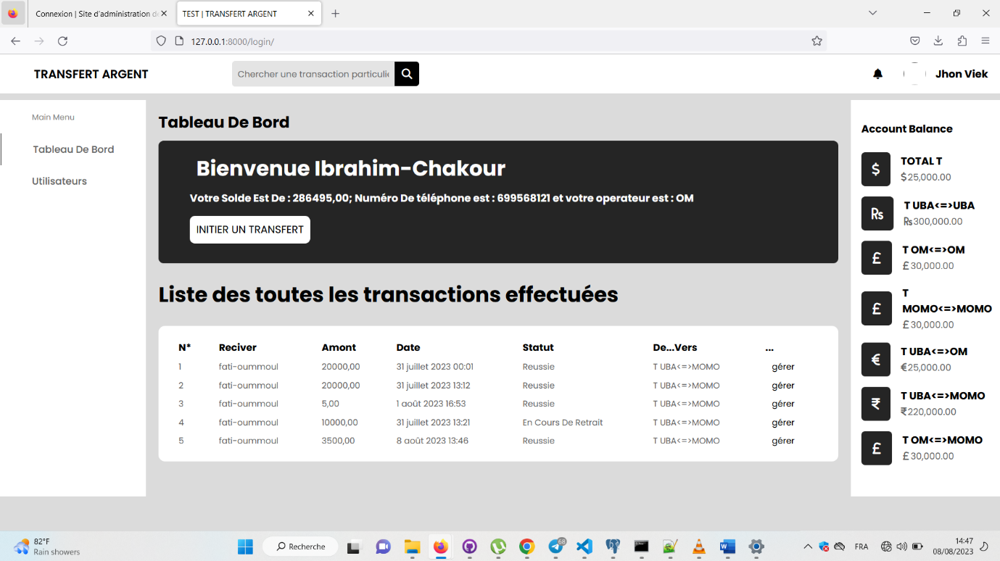 Connexion | Site d'administration de
TEST | TRANSFERT ARGENT
127.0.0.1:8000/login/
TRANSFERT ARGENT
Chercher une transaction particuliè
Jhon Viek
Main Menu
Tableau De Bord
Utilisateurs
Tableau De Bord
Bienvenue Ibrahim-Chakour
Votre Solde Est De : 286495,00; Numéro De téléphone est : 699568121 et votre operateur est : OM
INITIER UN TRANSFERT
Liste des toutes les transactions effectuées
N* Reciver Amont Date Statut De...Vers ...
1 fati-oummoul 20000,00 31 juillet 2023 00:01 Reussie T UBA<=>MOMO gérer
2 fati-oummoul 20000,00 31 juillet 2023 13:12 Reussie T UBA<=>MOMO gérer
3 fati-oummoul 5,00 1 août 2023 16:53 Reussie T UBA<=>MOMO gérer
4 fati-oummoul 10000,00 31 juillet 2023 13:21 En Cours De Retrait T UBA<=>MOMO gérer
5 fati-oummoul 3500,00 8 août 2023 13:46 Reussie T UBA<=>MOMO gérer
Account Balance
$ TOTAL T
$25,000.00
₨ T UBA<=>UBA
₨300,000.00
£ T OM<=>OM
£30,000.00
£ T
MOMO<=>MOMO
£30,000.00
€ T UBA<=>OM
€25,000.00
₹ T UBA<=>MOMO
₹220,000.00
£ T OM<=>MOMO
£30,000.00
82°F
Rain showers
Recherche
68
FRA
14:47
08/08/2023